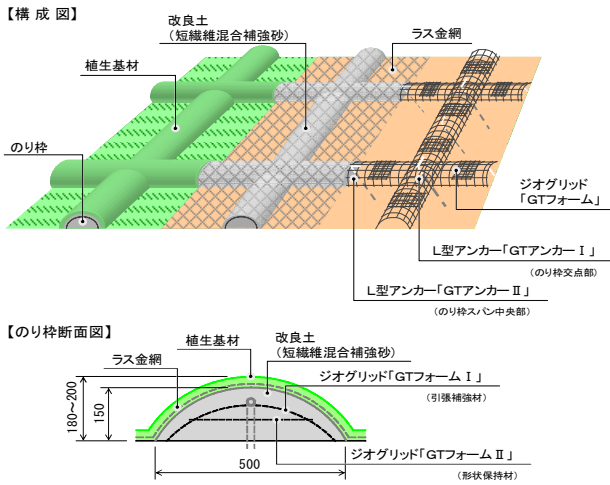 【構成図】
改良土
（短繊維混合補強砂）
ラス金網
植生基材
のり枠
ジオグリッド
「GTフォーム」
L型アンカー「GTアンカーⅠ」
（のり枠交点部）
L型アンカー「GTアンカーⅡ」
（のり枠スパン中央部）
【のり枠断面図】
植生基材
改良土
（短繊維混合補強砂）
ラス金網
ジオグリッド「GTフォームⅠ」
（引張補強材）
180～200
150
ジオグリッド「GTフォームⅡ」
（形状保持材）
500